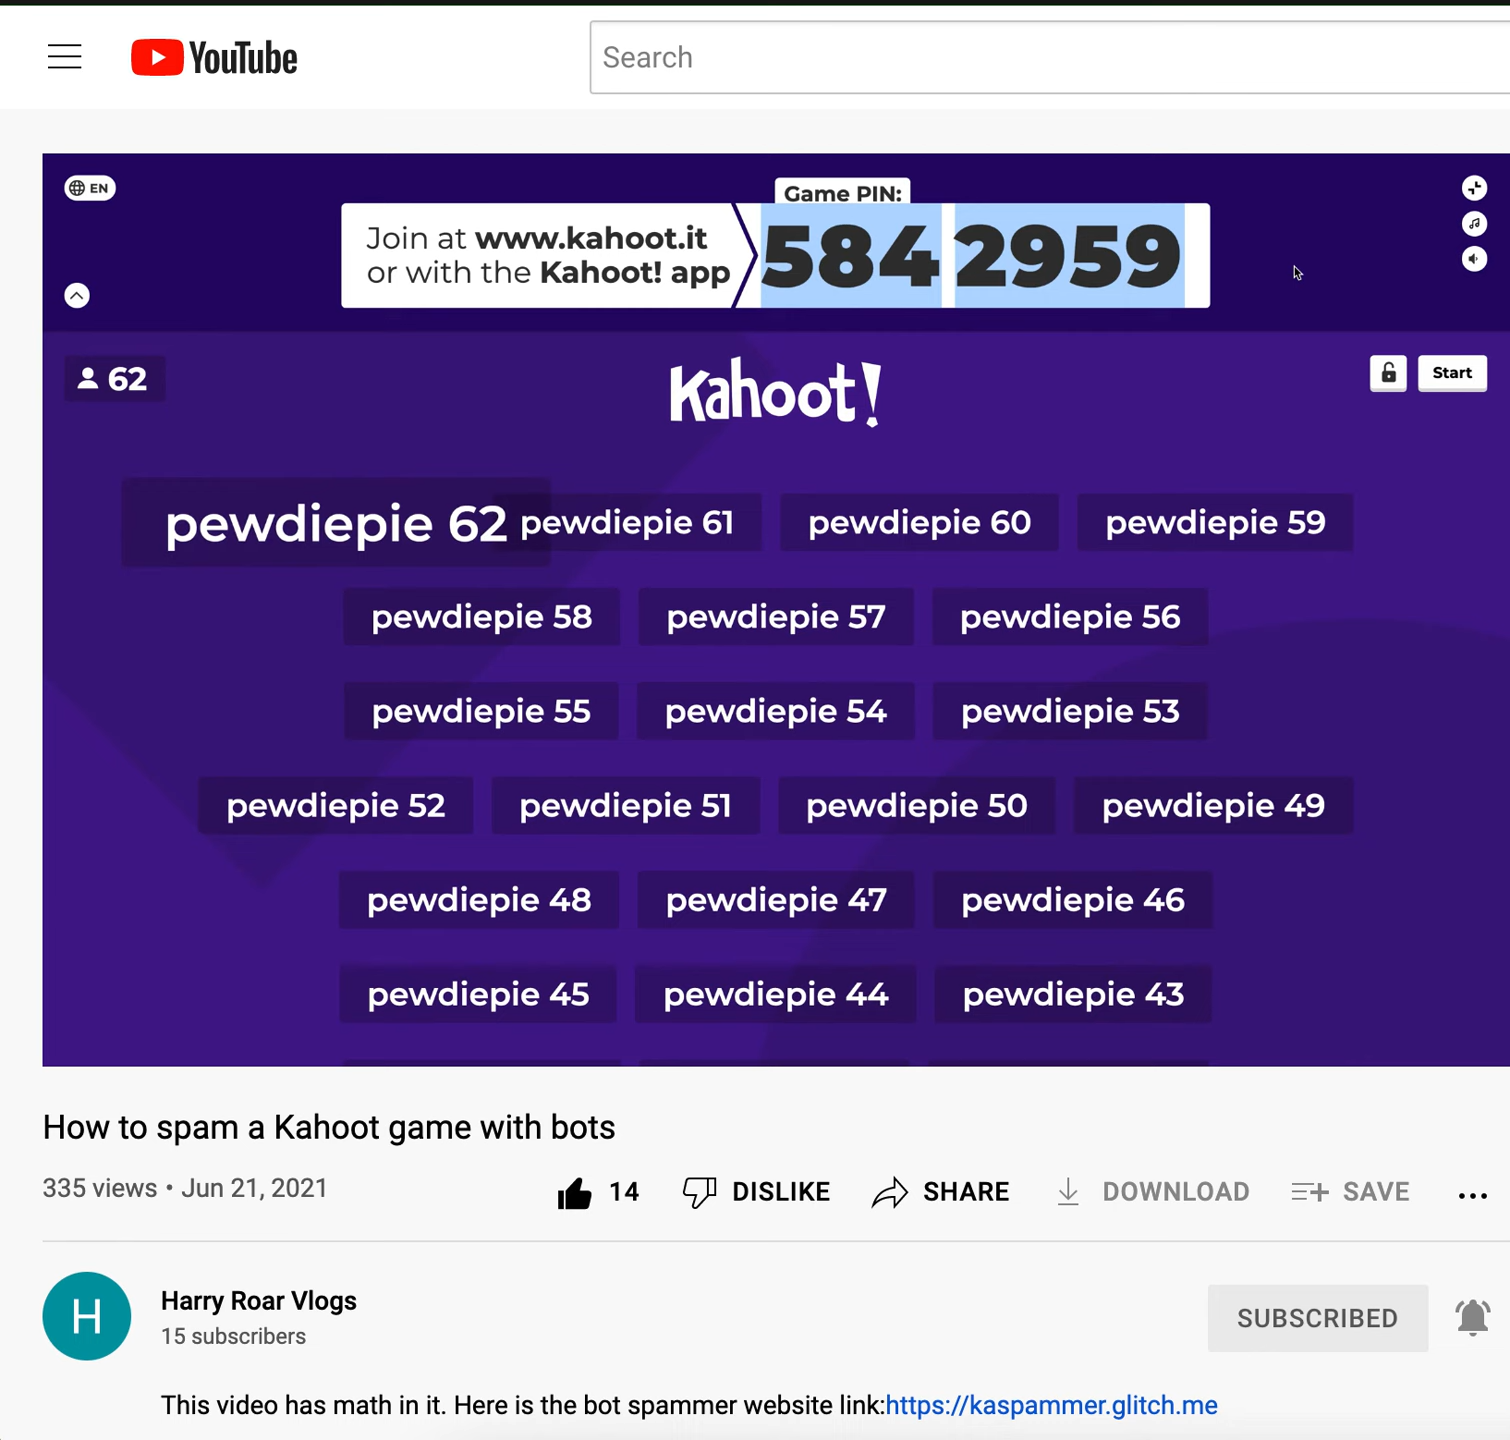 YouTube
Search
EN
Join at www.kahoot.it
or with the Kahoot! app
Game PIN:
584 2959
62
Kahoot!
Start
pewdiepie 62 pewdiepie 61 pewdiepie 60 pewdiepie 59
pewdiepie 58 pewdiepie 57 pewdiepie 56
pewdiepie 55 pewdiepie 54 pewdiepie 53
pewdiepie 52 pewdiepie 51 pewdiepie 50 pewdiepie 49
pewdiepie 48 pewdiepie 47 pewdiepie 46
pewdiepie 45 pewdiepie 44 pewdiepie 43
How to spam a Kahoot game with bots
335 views • Jun 21, 2021
14 DISLIKE SHARE DOWNLOAD SAVE
H
Harry Roar Vlogs
15 subscribers
SUBSCRIBED
This video has math in it. Here is the bot spammer website link:https://kaspammer.glitch.me